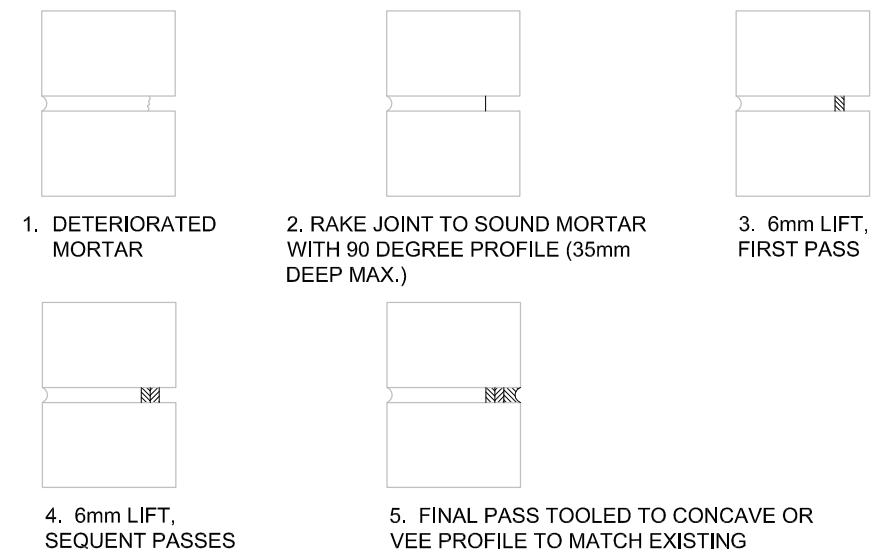 1. DETERIORATED
MORTAR
2. RAKE JOINT TO SOUND MORTAR
WITH 90 DEGREE PROFILE (35mm
DEEP MAX.)
3. 6mm LIFT,
FIRST PASS
4. 6mm LIFT,
SEQUENT PASSES
5. FINAL PASS TOOLED TO CONCAVE OR
VEE PROFILE TO MATCH EXISTING